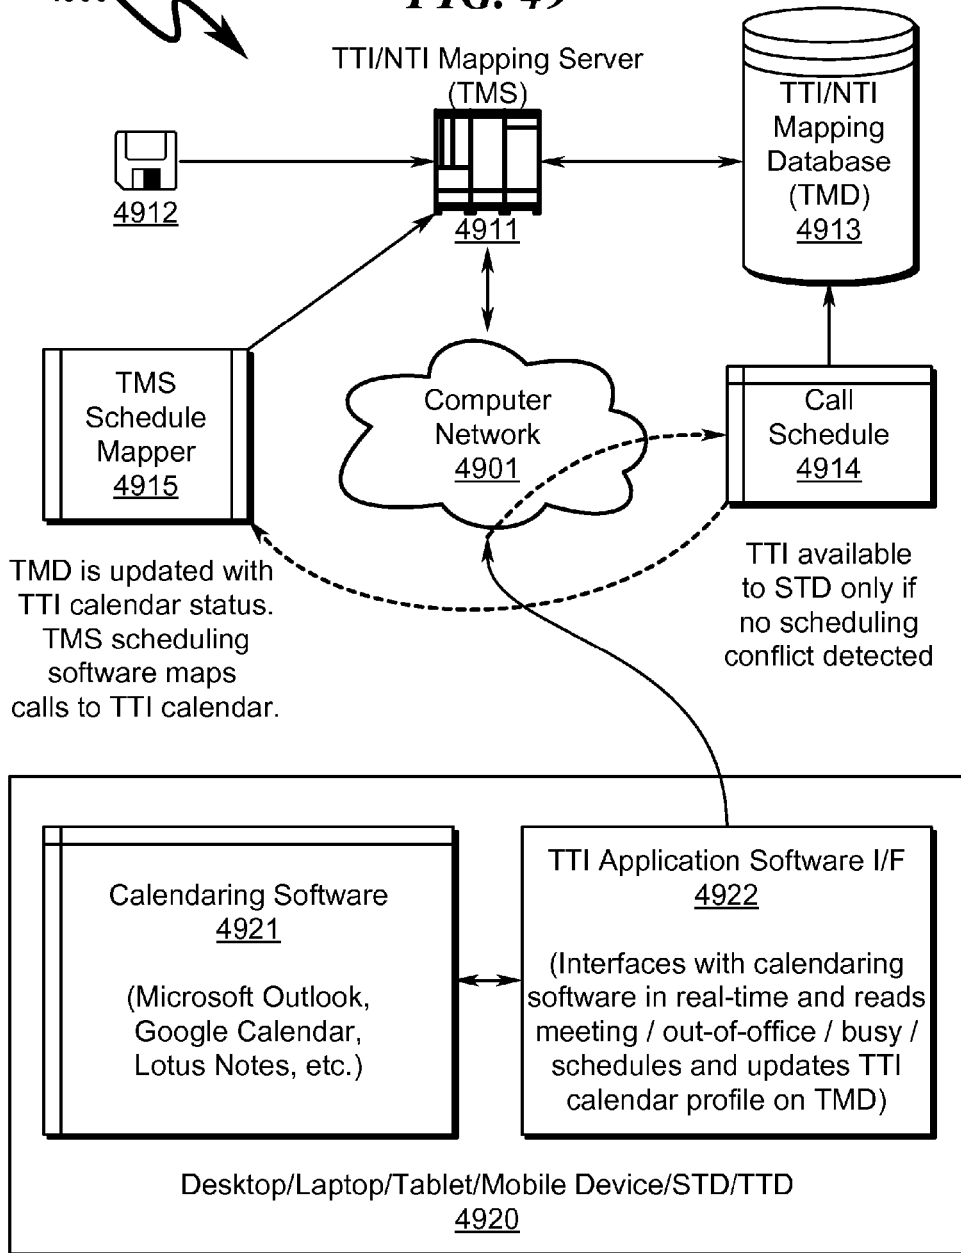 FIG. 49
TTI/NTI Mapping Server
(TMS)
4911
4912
TTI/NTI
Mapping
Database
(TMD)
4913
TMS
Schedule
Mapper
4915
Computer
Network
4901
Call
Schedule
4914
TMD is updated with
TTI calendar status.
TMS scheduling
software maps
calls to TTI calendar.
TTI available
to STD only if
no scheduling
conflict detected
Calendaring Software
4921
(Microsoft Outlook,
Google Calendar,
Lotus Notes, etc.)
TTI Application Software I/F
4922
(Interfaces with calendaring
software in real-time and reads
meeting / out-of-office / busy /
schedules and updates TTI
calendar profile on TMD)
Desktop/Laptop/Tablet/Mobile Device/STD/TTD
4920